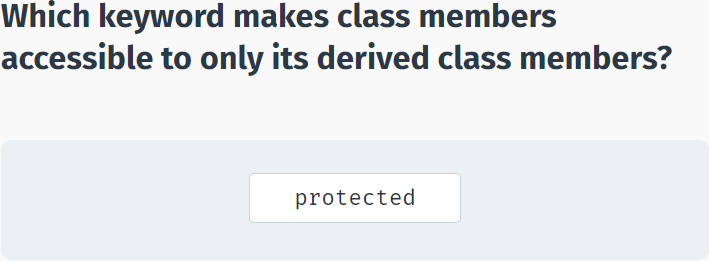 Which keyword makes class members
accessible to only its derived class members?
protected